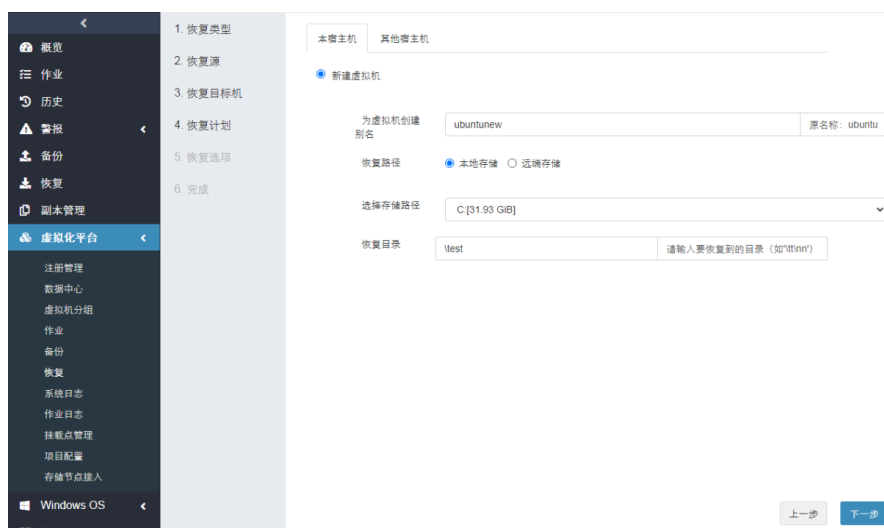 概览
作业
历史
警报
备份
恢复
副本管理
虚拟化平台
注册管理
数据中心
虚拟机分组
作业
备份
恢复
系统日志
作业日志
挂载点管理
项目配置
存储节点接入
Windows OS
1. 恢复类型
2. 恢复源
3. 恢复目标机
4. 恢复计划
5. 恢复选项
6. 完成
本宿主机 其他宿主机
新建虚拟机
为虚拟机创建
别名
ubuntunew 原名称：ubuntu
恢复路径 本地存储 远端存储
选择存储路径 C:[31.93 GiB]
恢复目录 \test 请输入要恢复到的目录（如'\tt\nn'）
上一步 下一步